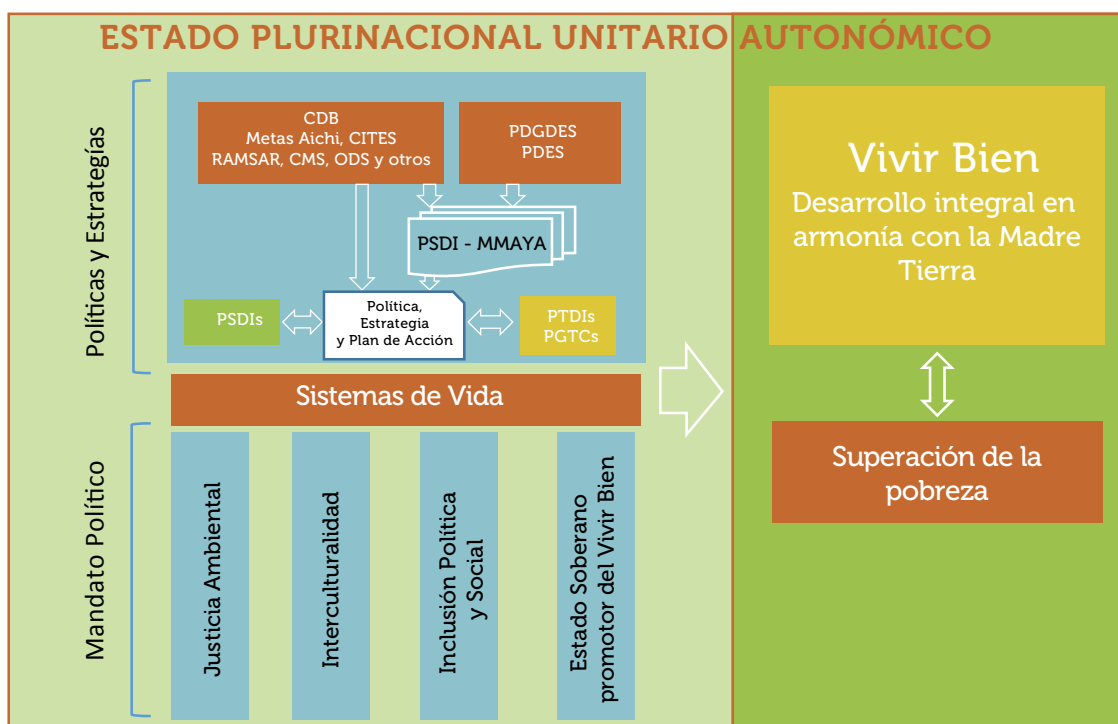 ESTADO PLURINACIONAL UNITARIO AUTONÓMICO
Políticas y Estrategías
CDB
Metas Aichi, CITES
RAMSAR, CMS, ODS y otros
PDGDES
PDES
PSDI - MMAYA
PSDIs
Política,
Estrategia
y Plan de Acción
PTDIs
PGTCs
Sistemas de Vida
Mandato Político
Justicia Ambiental
Interculturalidad
Inclusión Política
y Social
Estado Soberano
promotor del Vivir Bien
Vivir Bien
Desarrollo integral en
armonía con la Madre
Tierra
Superación de la
pobreza